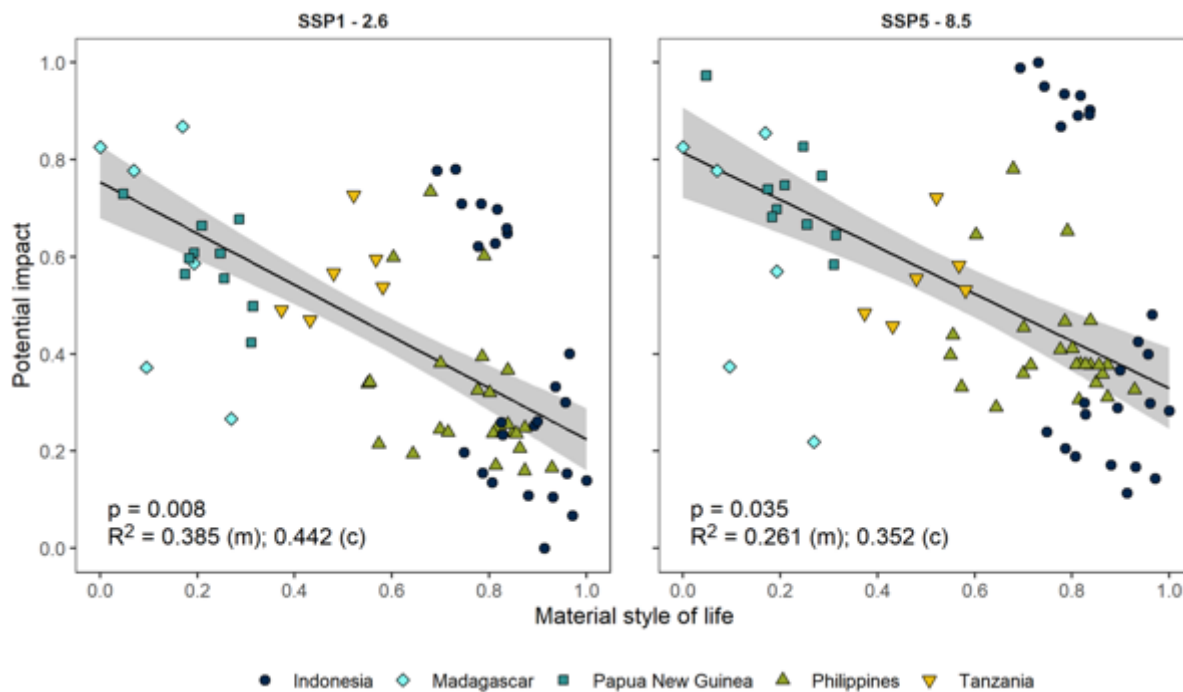 SSP1 - 2.6
SSP5 - 8.5
Potential impact
1.0
0.8
0.6
0.4
0.2
0.0
p = 0.008
R² = 0.385 (m); 0.442 (c)
p = 0.035
R² = 0.261 (m); 0.352 (c)
0.0 0.2 0.4 0.6 0.8 1.0
0.0 0.2 0.4 0.6 0.8 1.0
Material style of life
Indonesia Madagascar Papua New Guinea Philippines Tanzania